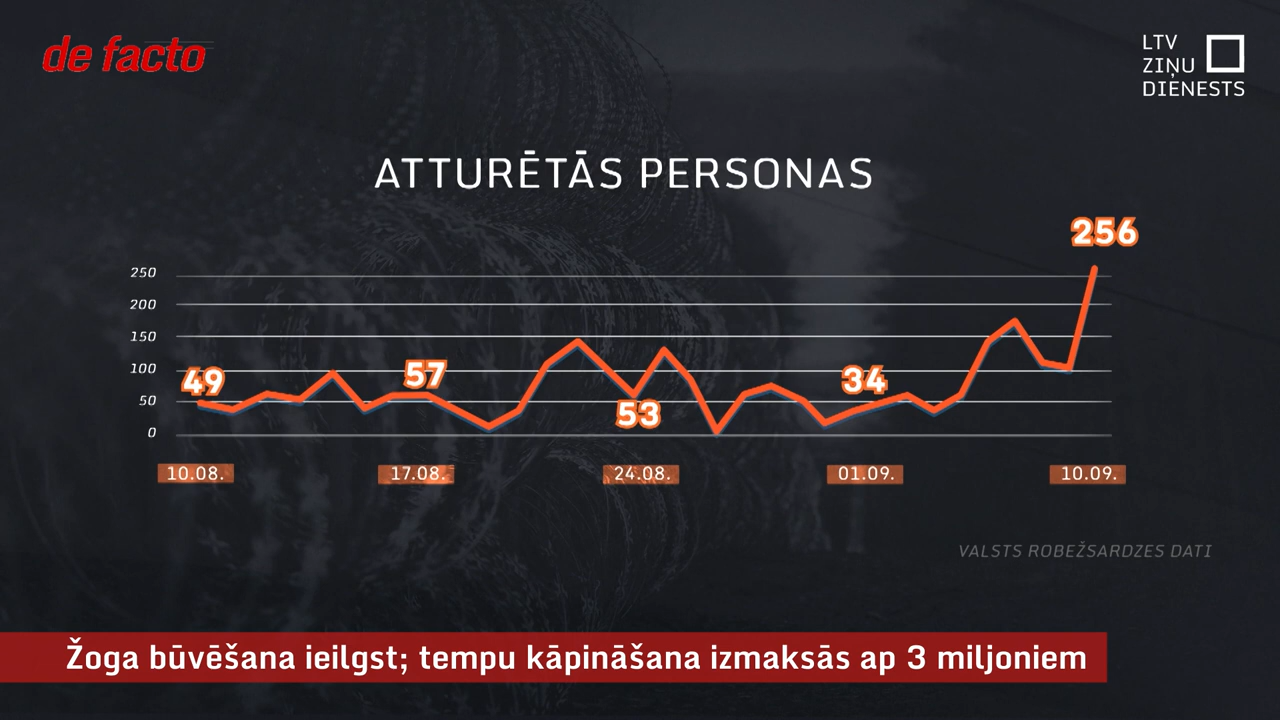 de facto
LTV
ZIŅU
DIENESTS
ATTURĒTĀS PERSONAS
256
250
200
150
100
50
0
49
57
53
34
10.08.
17.08.
24.08.
01.09.
10.09.
VALSTS ROBEŽSARDZES DATI
Žoga būvēšana ieilgst; tempu kāpināšana izmaksās ap 3 miljoniem